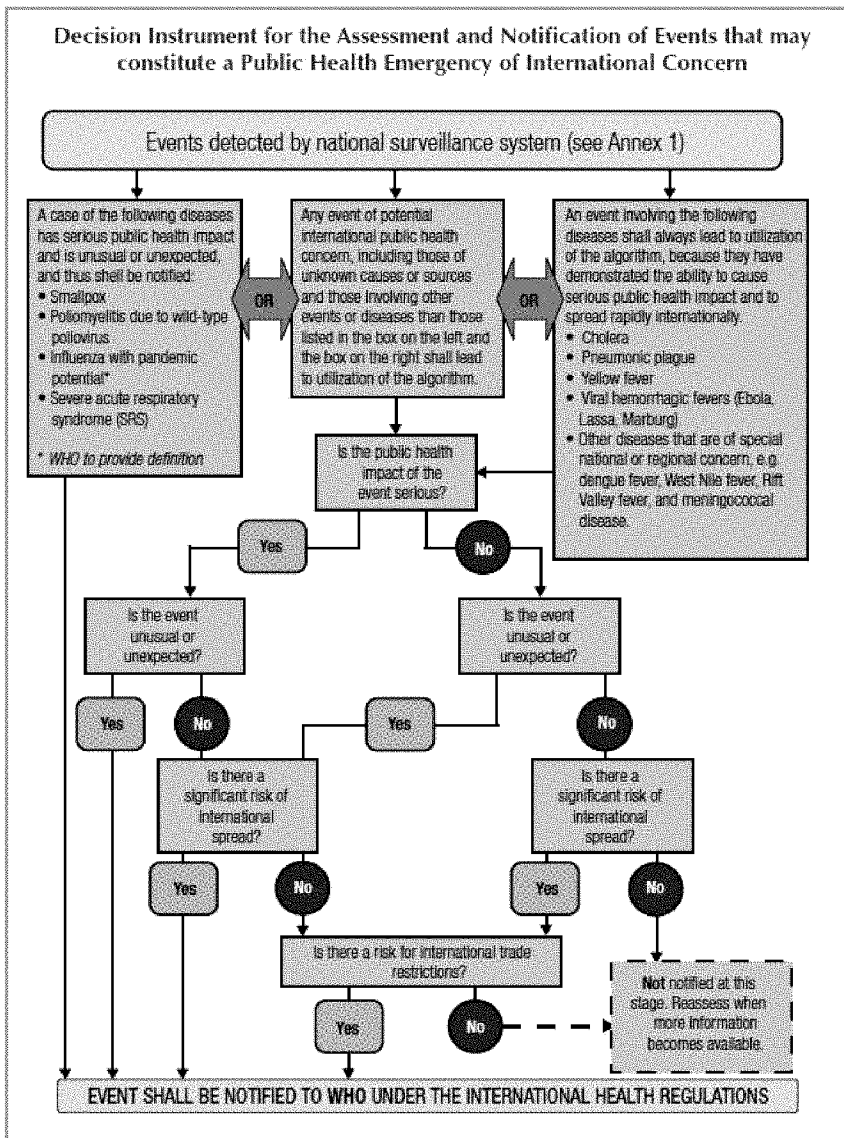 Decision Instrument for the Assessment and Notification of Events that may
constitute a Public Health Emergency of International Concern
Events detected by national surveillance system (see Annex 1)
A case of the following diseases
has serious public health impact
and is unusual or unexpected,
and thus shall be notified:
• Smallpox
• Poliomyelitis due to wild-type
poliovirus
• Influenza with pandemic
potential*
• Severe acute respiratory
syndrome (SRS)
* WHO to provide definition
OR
Any event of potential
international public health
concern, including those of
unknown causes or sources
and those involving other
events or diseases than those
listed in the box on the left and
the box on the right shall lead
to utilization of the algorithm.
OR
An event involving the following
diseases shall always lead to utilization
of the algorithm, because they have
demonstrated the ability to cause
serious public health impact and to
spread rapidly internationally.
• Cholera
• Pneumonic plague
• Yellow fever
• Viral hemorrhagic fevers (Ebola,
Lassa, Marburg)
• Other diseases that are of special
national or regional concern, e.g.
dengue fever, West Nile fever, Rift
Valley fever, and meningococcal
disease.
Is the public health
impact of the
event serious?
Yes
No
Is the event
unusual or
unexpected?
Is the event
unusual or
unexpected?
Yes
No
Yes
No
Is there a
significant risk of
international
spread?
Is there a
significant risk of
international
spread?
Yes
No
Yes
No
Is there a risk for international trade
restrictions?
Yes
No
Not notified at this
stage. Reassess when
more information
becomes available.
EVENT SHALL BE NOTIFIED TO WHO UNDER THE INTERNATIONAL HEALTH REGULATIONS